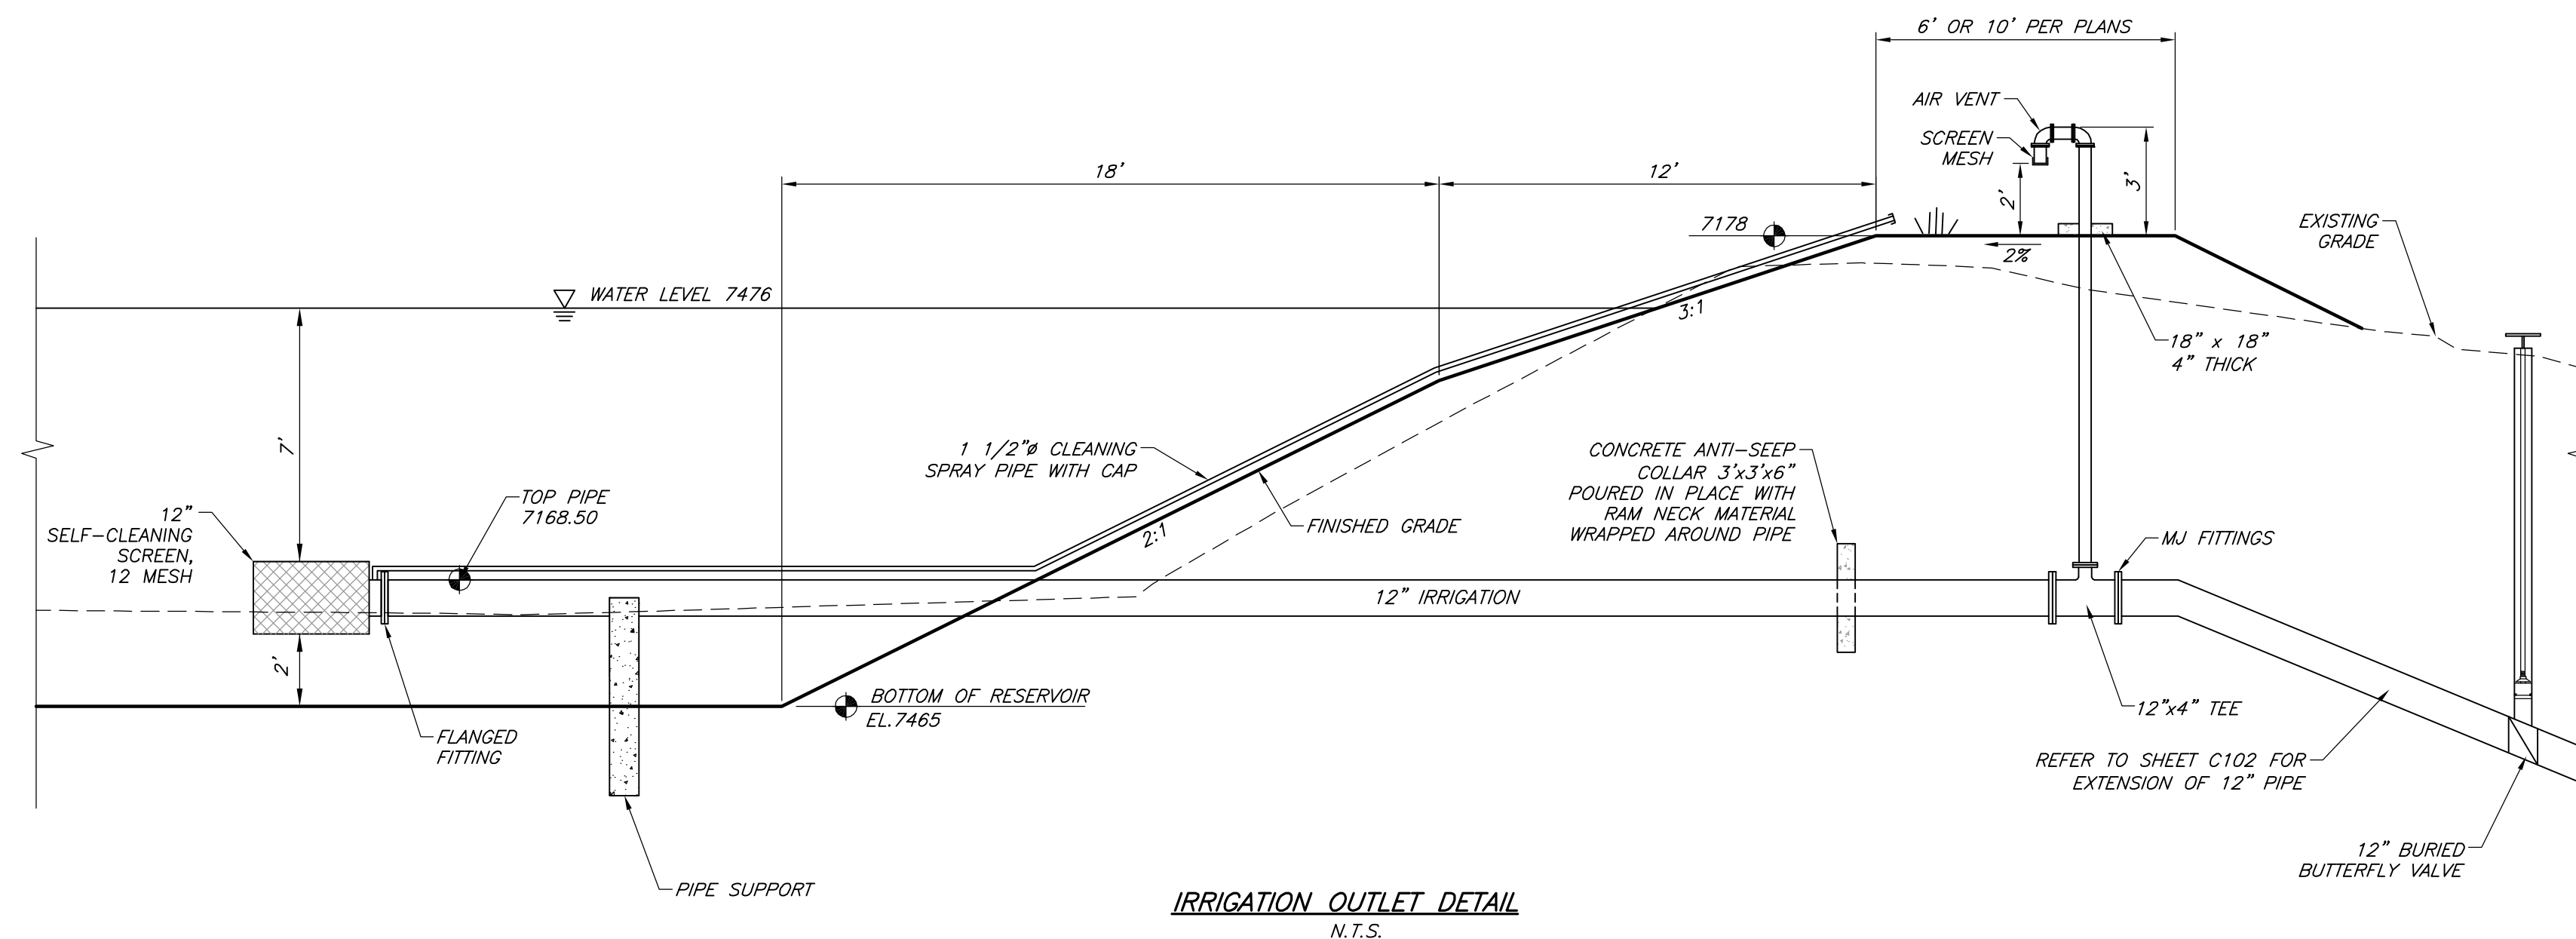 6' OR 10' PER PLANS
AIR VENT
SCREEN
MESH
18'
12'
3'
2'
7178
2%
EXISTING
GRADE
WATER LEVEL 7476
3:1
18" x 18"
4" THICK
7'
1 1/2"ø CLEANING
SPRAY PIPE WITH CAP
CONCRETE ANTI-SEEP
COLLAR 3'x3'x6"
POURED IN PLACE WITH
RAM NECK MATERIAL
WRAPPED AROUND PIPE
TOP PIPE
7168.50
12"
SELF-CLEANING
SCREEN,
12 MESH
2:1
FINISHED GRADE
MJ FITTINGS
12" IRRIGATION
2'
BOTTOM OF RESERVOIR
EL.7465
12"x4" TEE
FLANGED
FITTING
REFER TO SHEET C102 FOR
EXTENSION OF 12" PIPE
12" BURIED
BUTTERFLY VALVE
PIPE SUPPORT
IRRIGATION OUTLET DETAIL
N.T.S.